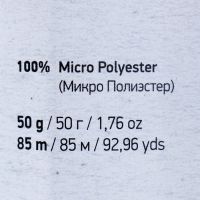 100% Micro Polyester
(Микро Полиэстер)
50 g / 50 г / 1,76 oz
85 m / 85 м / 92,96 yds